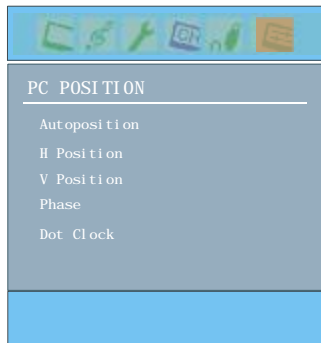 PC POSITION
Autoposition
H Position
V Position
Phase
Dot Clock